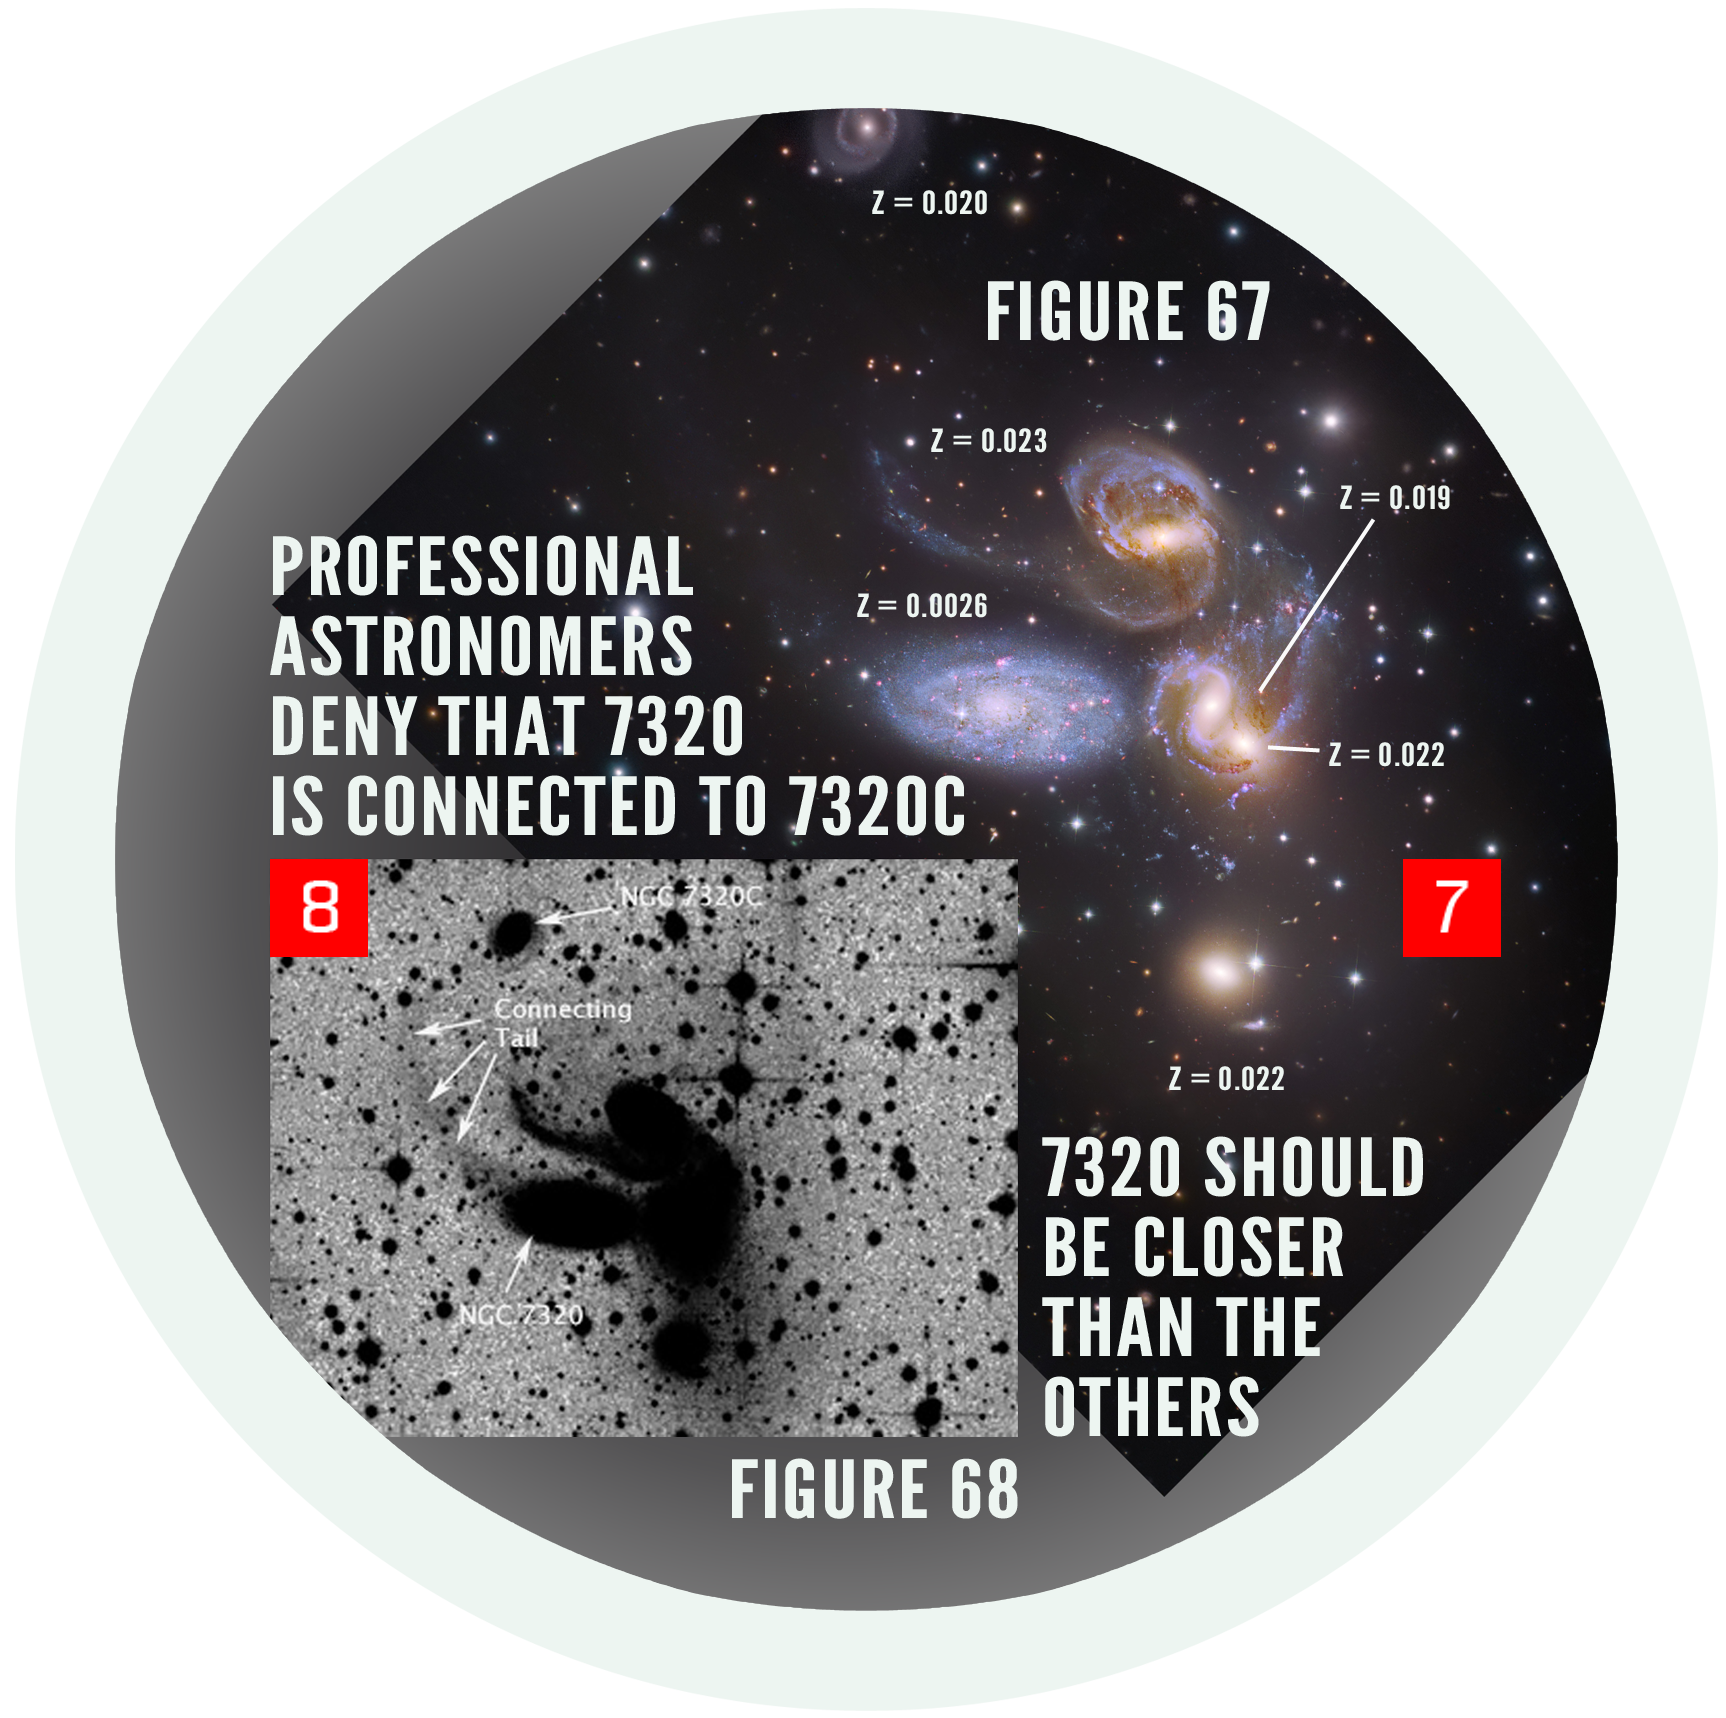 Z = 0.020
FIGURE 67
Z = 0.023
Z = 0.019
Z = 0.0026
Z = 0.022
PROFESSIONAL
ASTRONOMERS
DENY THAT 7320
IS CONNECTED TO 7320C
8
NGC 7320C
Connecting
Tail
NGC 7320
FIGURE 68
7
Z = 0.022
7320 SHOULD
BE CLOSER
THAN THE
OTHERS